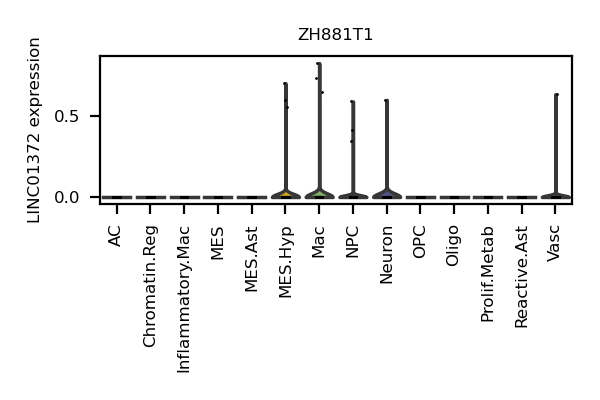 ZH881T1
LINC01372 expression
0.5
0.0
AC
Chromatin.Reg
Inflammatory.Mac
MES
MES.Ast
MES.Hyp
Mac
NPC
Neuron
OPC
Oligo
Prolif.Metab
Reactive.Ast
Vasc